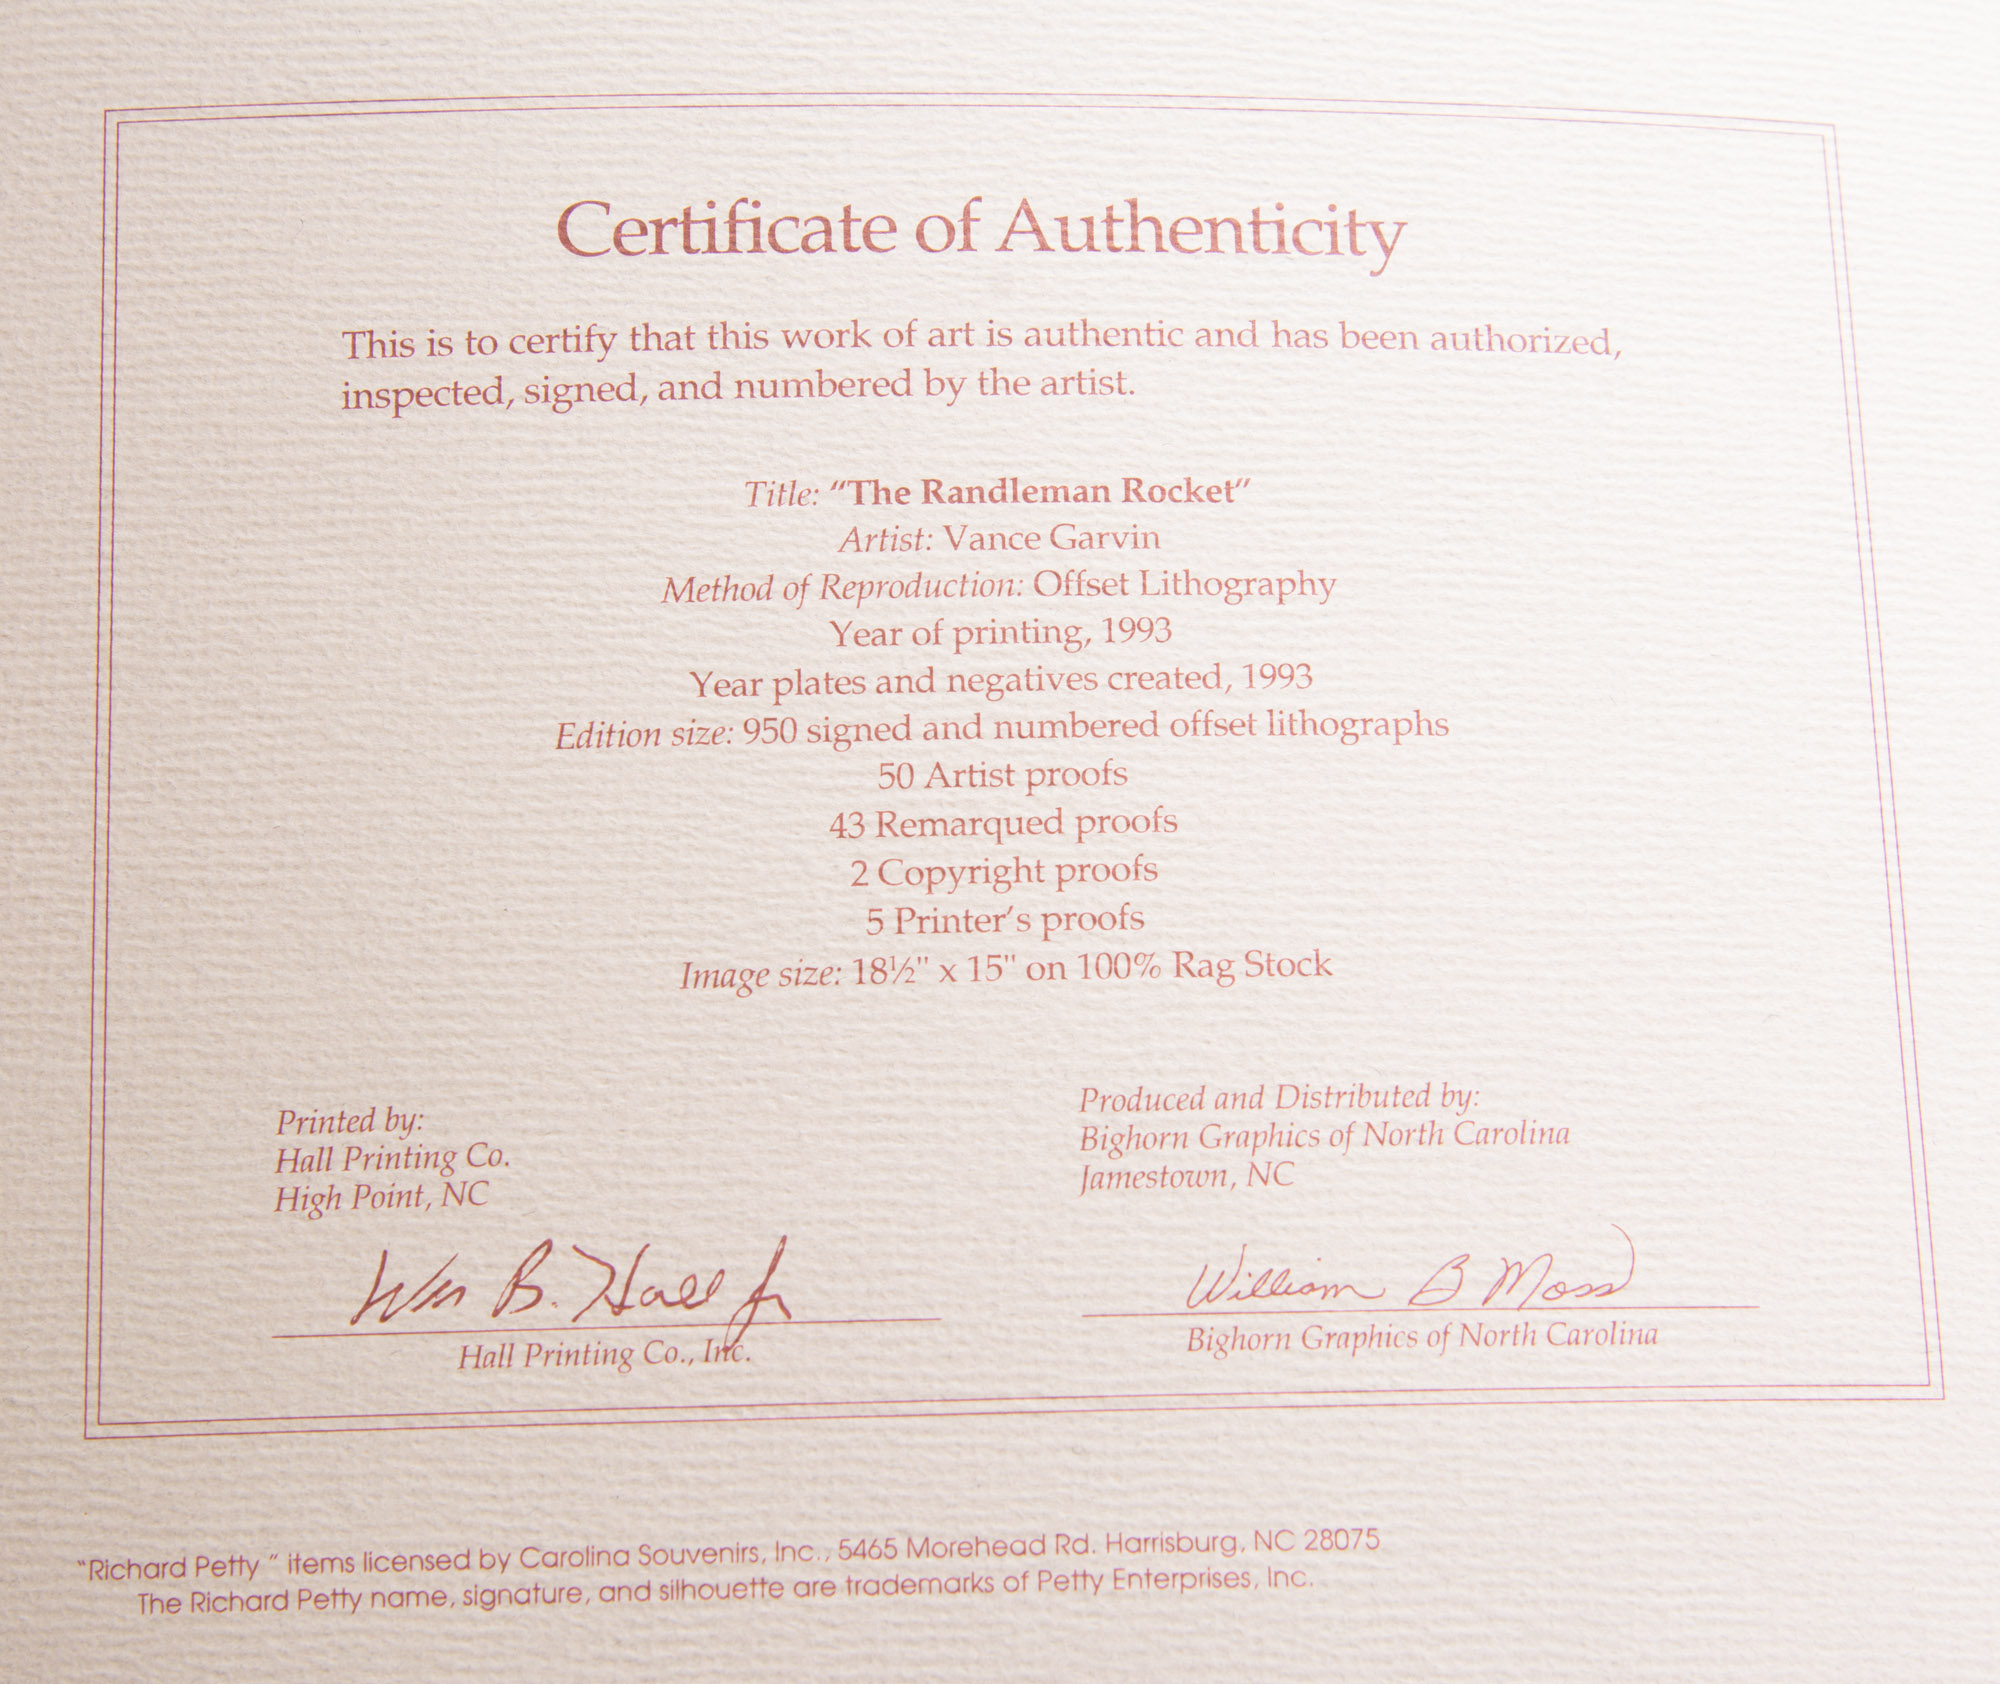 Certificate of Authenticity
This is to certify that this work of art is authentic and has been authorized,
inspected, signed, and numbered by the artist.
Title: “The Randleman Rocket”
Artist: Vance Garvin
Method of Reproduction: Offset Lithography
Year of printing, 1993
Year plates and negatives created, 1993
Edition size: 950 signed and numbered offset lithographs
50 Artist proofs
43 Remarqued proofs
2 Copyright proofs
5 Printer’s proofs
Image size: 18½" x 15" on 100% Rag Stock
Printed by:
Hall Printing Co.
High Point, NC
Wm B. Hall Jr
Hall Printing Co., Inc.
Produced and Distributed by:
Bighorn Graphics of North Carolina
Jamestown, NC
William B Moss
Bighorn Graphics of North Carolina
“Richard Petty ” items licensed by Carolina Souvenirs, Inc., 5465 Morehead Rd. Harrisburg, NC 28075
The Richard Petty name, signature, and silhouette are trademarks of Petty Enterprises, Inc.